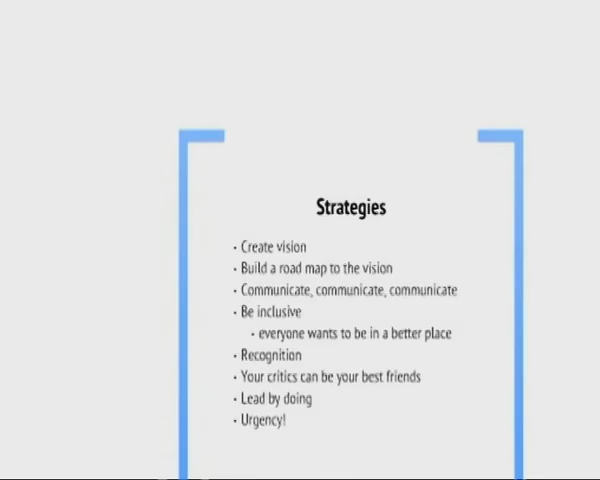 Strategies
· Create vision
· Build a road map to the vision
· Communicate, communicate, communicate
· Be inclusive
· everyone wants to be in a better place
· Recognition
· Your critics can be your best friends
· Lead by doing
· Urgency!